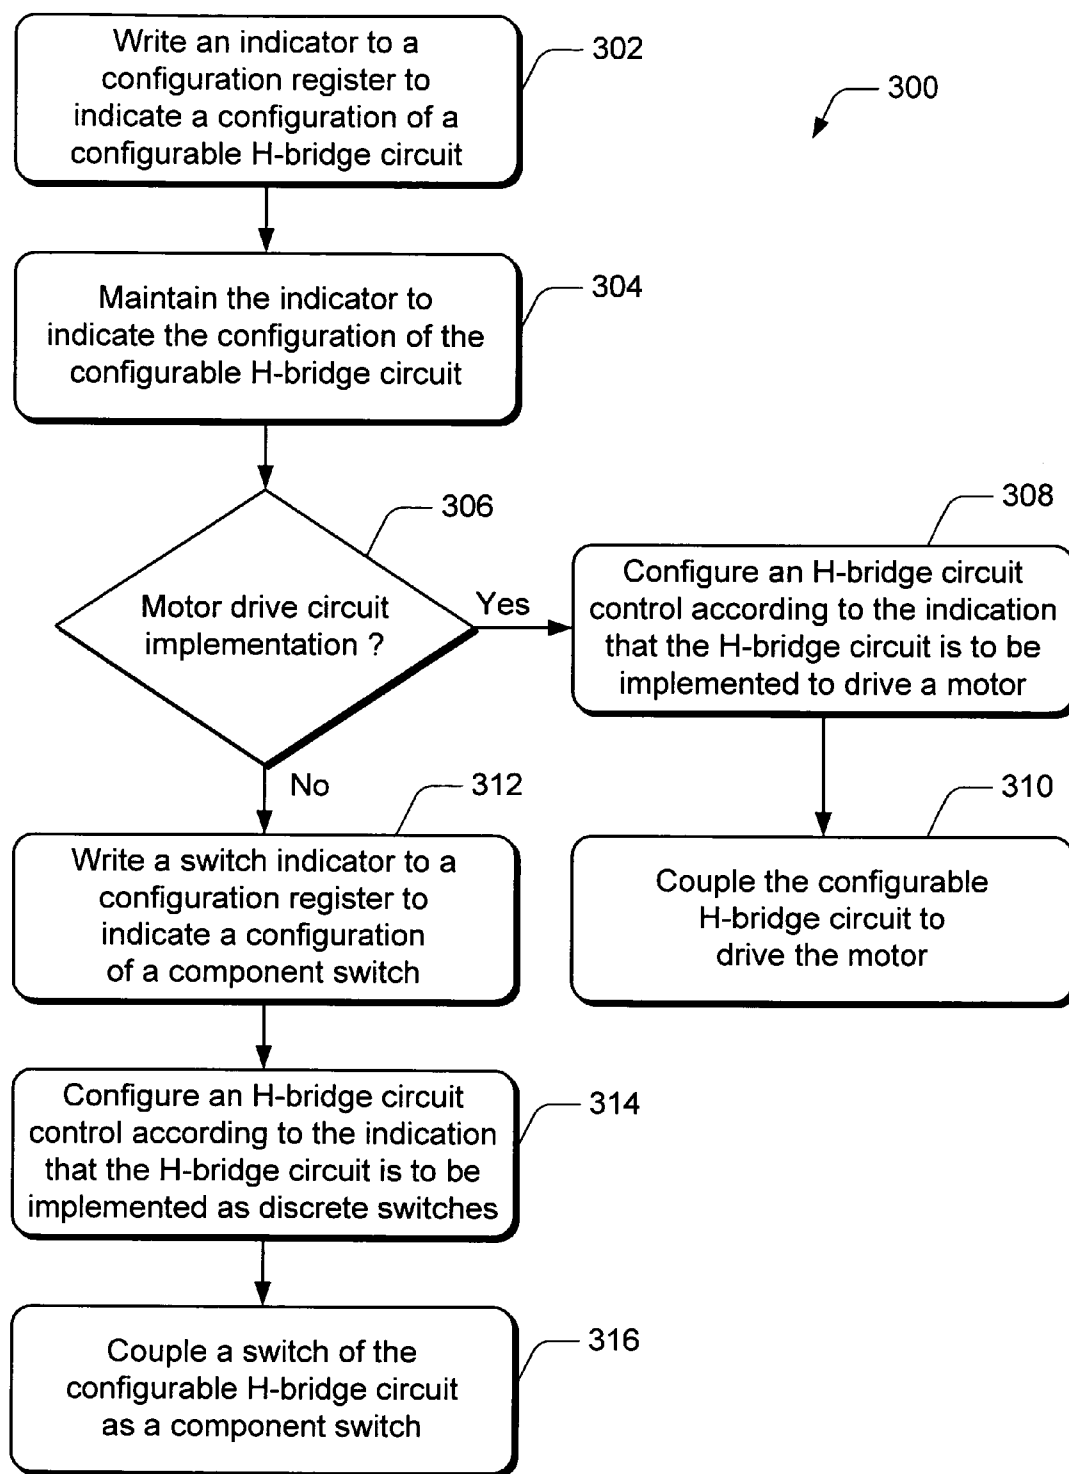 Write an indicator to a
configuration register to
indicate a configuration of a
configurable H-bridge circuit
302
300
Maintain the indicator to
indicate the configuration of the
configurable H-bridge circuit
304
306
Motor drive circuit
implementation ?
Yes
308
Configure an H-bridge circuit
control according to the indication
that the H-bridge circuit is to be
implemented to drive a motor
No
310
Couple the configurable
H-bridge circuit to
drive the motor
312
Write a switch indicator to a
configuration register to
indicate a configuration
of a component switch
Configure an H-bridge circuit
control according to the indication
that the H-bridge circuit is to be
implemented as discrete switches
314
Couple a switch of the
configurable H-bridge circuit
as a component switch
316